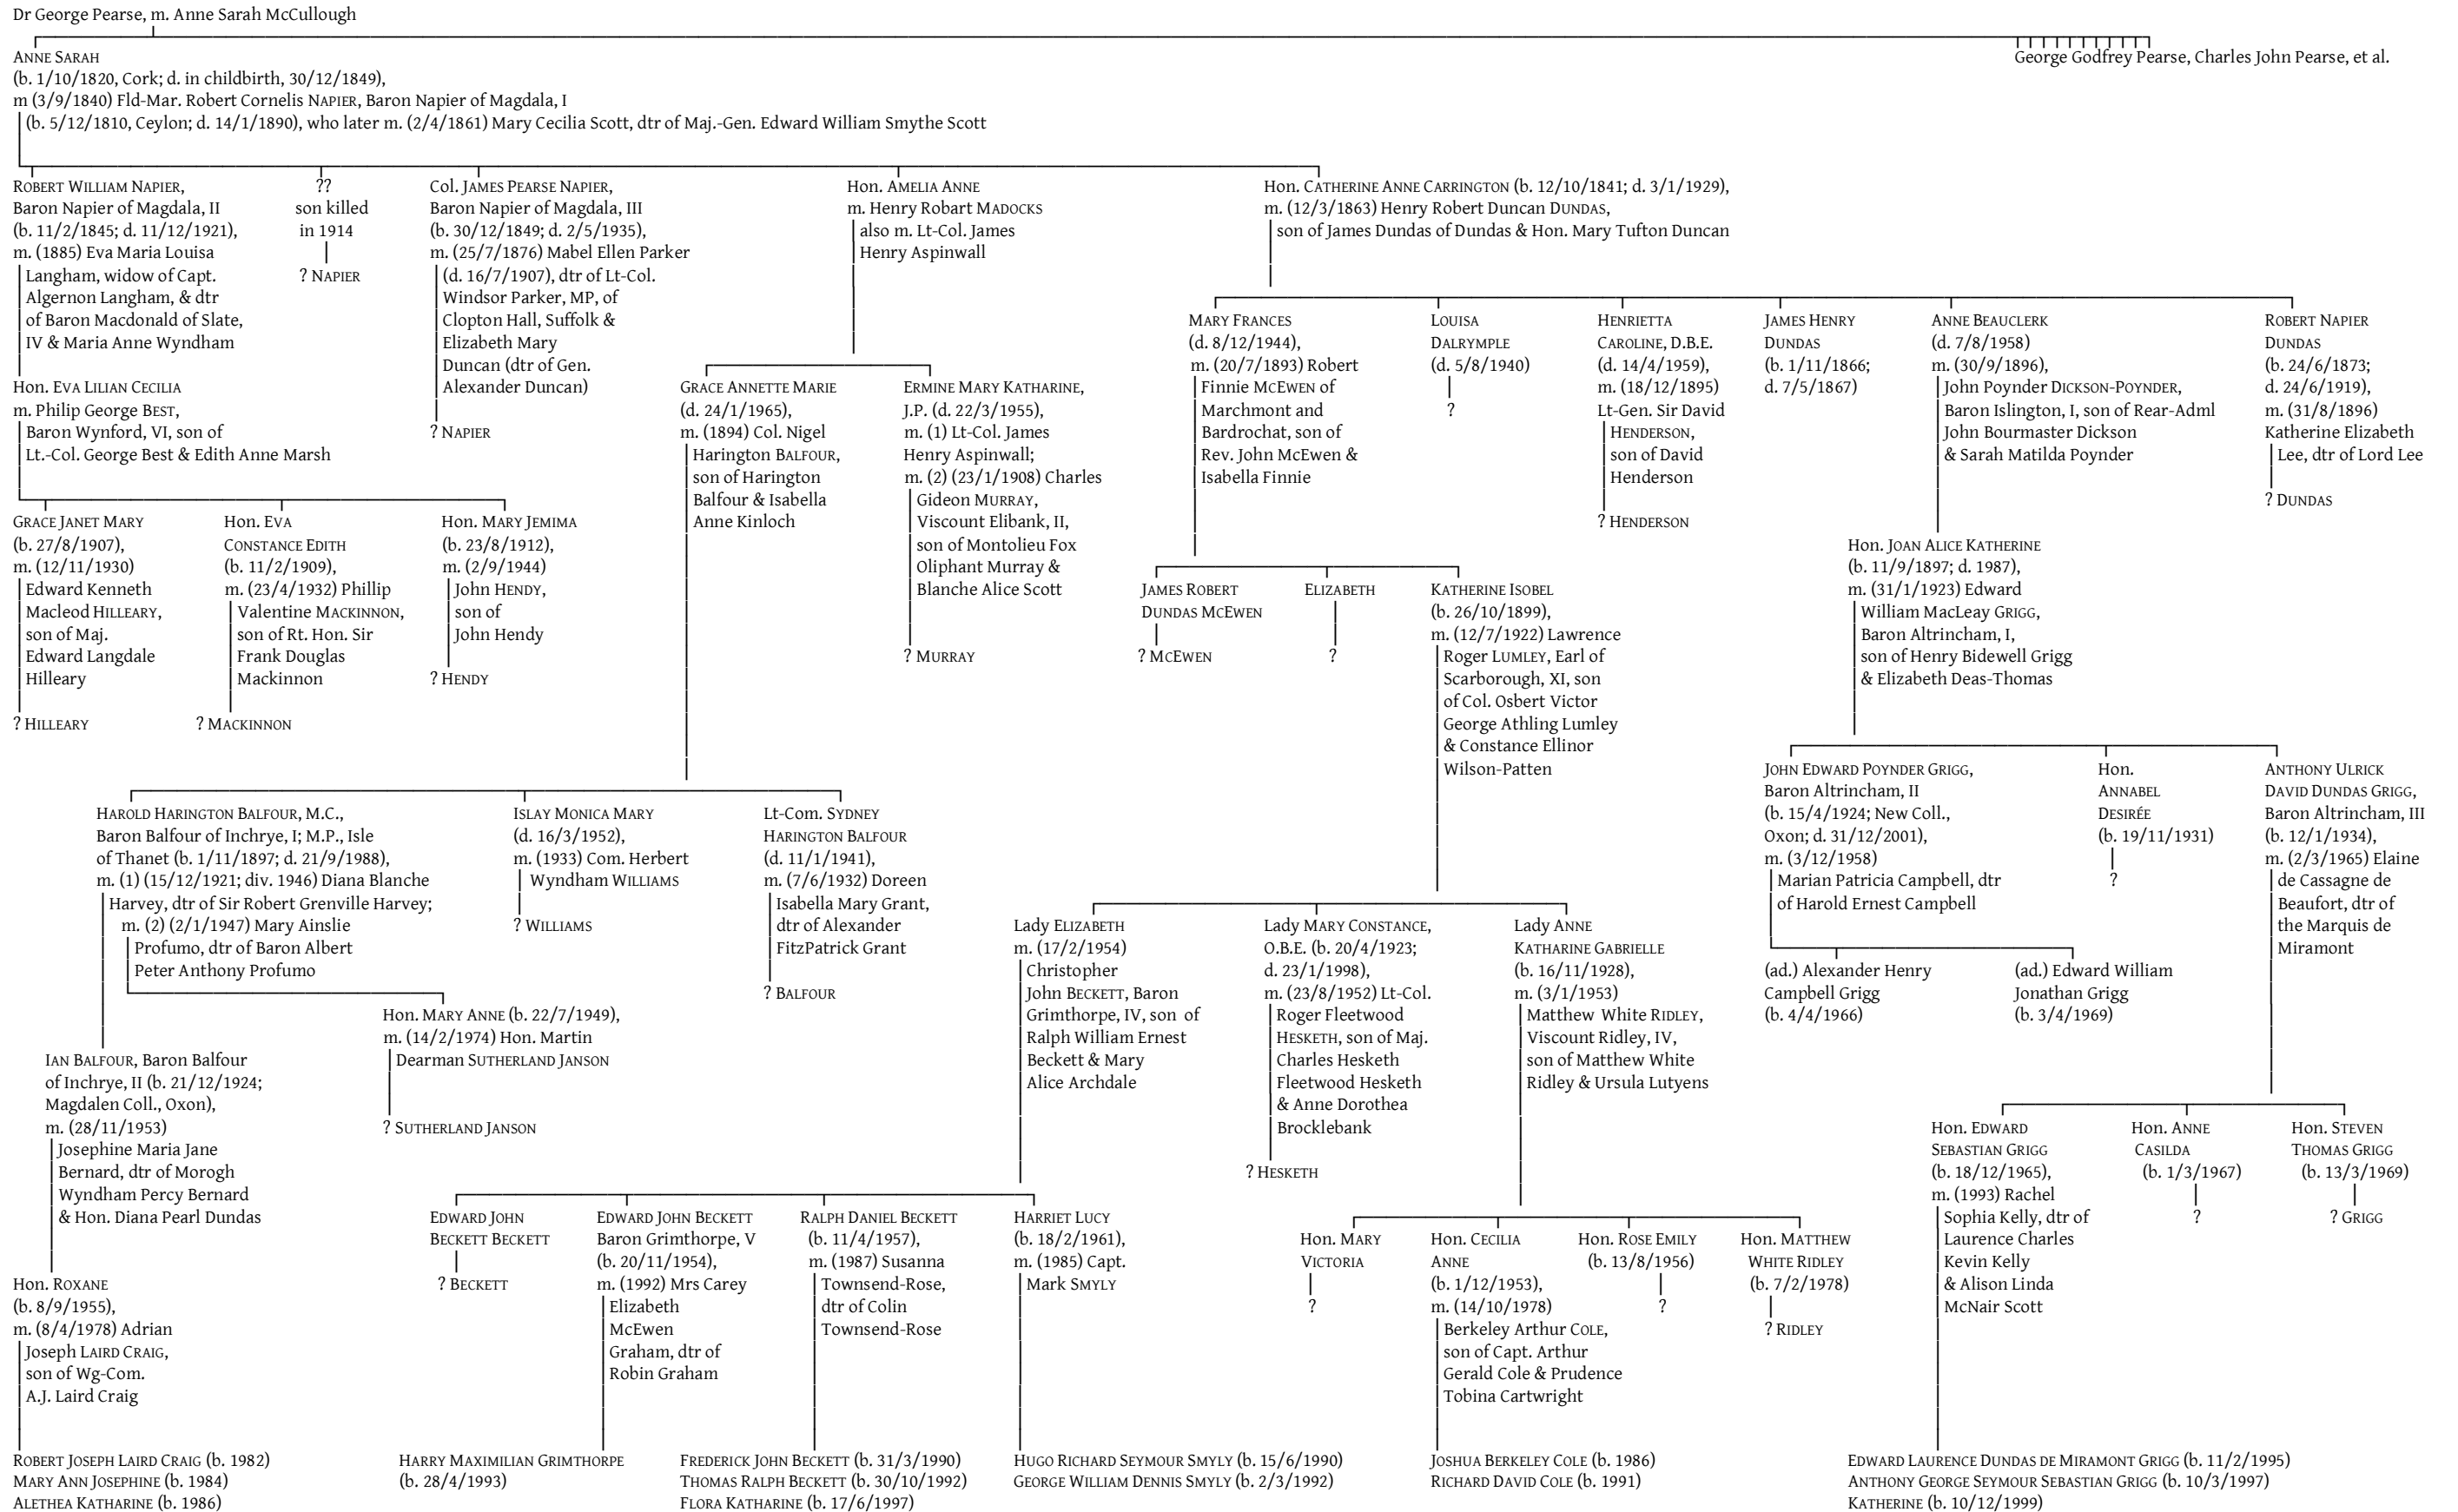 Dr George Pearse, m. Anne Sarah McCullough
ANNE SARAH
(b. 1/10/1820, Cork; d. in childbirth, 30/12/1849),
m (3/9/1840) Fld-Mar. Robert Cornelis NAPIER, Baron Napier of Magdala, I
(b. 5/12/1810, Ceylon; d. 14/1/1890), who later m. (2/4/1861) Mary Cecilia Scott, dtr of Maj.-Gen. Edward William Smythe Scott
George Godfrey Pearse, Charles John Pearse, et al.
ROBERT WILLIAM NAPIER,
Baron Napier of Magdala, II
(b. 11/2/1845; d. 11/12/1921),
m. (1885) Eva Maria Louisa
Langham, widow of Capt.
Algernon Langham, & dtr
of Baron Macdonald of Slate,
IV & Maria Anne Wyndham
??
son killed
in 1914
? NAPIER
Col. JAMES PEARSE NAPIER,
Baron Napier of Magdala, III
(b. 30/12/1849; d. 2/5/1935),
m. (25/7/1876) Mabel Ellen Parker
(d. 16/7/1907), dtr of Lt-Col.
Windsor Parker, MP, of
Clopton Hall, Suffolk &
Elizabeth Mary
Duncan (dtr of Gen.
Alexander Duncan)
? NAPIER
Hon. AMELIA ANNE
m. Henry Robart MADOCKS
also m. Lt-Col. James
Henry Aspinwall
Hon. CATHERINE ANNE CARRINGTON (b. 12/10/1841; d. 3/1/1929),
m. (12/3/1863) Henry Robert Duncan DUNDAS,
son of James Dundas of Dundas & Hon. Mary Tufton Duncan
Hon. EVA LILIAN CECILIA
m. Philip George BEST,
Baron Wynford, VI, son of
Lt.-Col. George Best & Edith Anne Marsh
GRACE ANNETTE MARIE
(d. 24/1/1965),
m. (1894) Col. Nigel
Harington BALFOUR,
son of Harington
Balfour & Isabella
Anne Kinloch
ERMINE MARY KATHARINE,
J.P. (d. 22/3/1955),
m. (1) Lt-Col. James
Henry Aspinwall;
m. (2) (23/1/1908) Charles
Gideon MURRAY,
Viscount Elibank, II,
son of Montolieu Fox
Oliphant Murray &
Blanche Alice Scott
? MURRAY
MARY FRANCES
(d. 8/12/1944),
m. (20/7/1893) Robert
Finnie MCEWEN of
Marchmont and
Bardrochat, son of
Rev. John McEwen &
Isabella Finnie
LOUISA
DALRYMPLE
(d. 5/8/1940)
?
HENRIETTA
CAROLINE, D.B.E.
(d. 14/4/1959),
m. (18/12/1895)
Lt-Gen. Sir David
HENDERSON,
son of David
Henderson
? HENDERSON
JAMES HENRY
DUNDAS
(b. 1/11/1866;
d. 7/5/1867)
ANNE BEAUCLERK
(d. 7/8/1958)
m. (30/9/1896),
John Poynder DICKSON-POYNDER,
Baron Islington, I, son of Rear-Adml
John Bourmaster Dickson
& Sarah Matilda Poynder
ROBERT NAPIER
DUNDAS
(b. 24/6/1873;
d. 24/6/1919),
m. (31/8/1896)
Katherine Elizabeth
Lee, dtr of Lord Lee
? DUNDAS
GRACE JANET MARY
(b. 27/8/1907),
m. (12/11/1930)
Edward Kenneth
Macleod HILLEARY,
son of Maj.
Edward Langdale
Hilleary
? HILLEARY
Hon. EVA
CONSTANCE EDITH
(b. 11/2/1909),
m. (23/4/1932) Phillip
Valentine MACKINNON,
son of Rt. Hon. Sir
Frank Douglas
Mackinnon
? MACKINNON
Hon. MARY JEMIMA
(b. 23/8/1912),
m. (2/9/1944)
John HENDY,
son of
John Hendy
? HENDY
JAMES ROBERT
DUNDAS MCEWEN
? MCEWEN
ELIZABETH
?
KATHERINE ISOBEL
(b. 26/10/1899),
m. (12/7/1922) Lawrence
Roger LUMLEY, Earl of
Scarborough, XI, son
of Col. Osbert Victor
George Athling Lumley
& Constance Ellinor
Wilson-Patten
Hon. JOAN ALICE KATHERINE
(b. 11/9/1897; d. 1987),
m. (31/1/1923) Edward
William MacLeay GRIGG,
Baron Altrincham, I,
son of Henry Bidewell Grigg
& Elizabeth Deas-Thomas
HAROLD HARINGTON BALFOUR, M.C.,
Baron Balfour of Inchrye, I; M.P., Isle
of Thanet (b. 1/11/1897; d. 21/9/1988),
m. (1) (15/12/1921; div. 1946) Diana Blanche
Harvey, dtr of Sir Robert Grenville Harvey;
m. (2) (2/1/1947) Mary Ainslie
Profumo, dtr of Baron Albert
Peter Anthony Profumo
ISLAY MONICA MARY
(d. 16/3/1952),
m. (1933) Com. Herbert
Wyndham WILLIAMS
? WILLIAMS
Lt-Com. SYDNEY
HARINGTON BALFOUR
(d. 11/1/1941),
m. (7/6/1932) Doreen
Isabella Mary Grant,
dtr of Alexander
FitzPatrick Grant
? BALFOUR
JOHN EDWARD POYNDER GRIGG,
Baron Altrincham, II
(b. 15/4/1924; New Coll.,
Oxon; d. 31/12/2001),
m. (3/12/1958)
Marian Patricia Campbell, dtr
of Harold Ernest Campbell
Hon.
ANNABEL
DESIRÉE
(b. 19/11/1931)
?
ANTHONY ULRICK
DAVID DUNDAS GRIGG,
Baron Altrincham, III
(b. 12/1/1934),
m. (2/3/1965) Elaine
de Cassagne de
Beaufort, dtr of
the Marquis de
Miramont
(ad.) Alexander Henry
Campbell Grigg
(b. 4/4/1966)
(ad.) Edward William
Jonathan Grigg
(b. 3/4/1969)
Lady ELIZABETH
m. (17/2/1954)
Christopher
John BECKETT, Baron
Grimthorpe, IV, son of
Ralph William Ernest
Beckett & Mary
Alice Archdale
Lady MARY CONSTANCE,
O.B.E. (b. 20/4/1923;
d. 23/1/1998),
m. (23/8/1952) Lt-Col.
Roger Fleetwood
HESKETH, son of Maj.
Charles Hesketh
Fleetwood Hesketh
& Anne Dorothea
Brocklebank
? HESKETH
Lady ANNE
KATHARINE GABRIELLE
(b. 16/11/1928),
m. (3/1/1953)
Matthew White RIDLEY,
Viscount Ridley, IV,
son of Matthew White
Ridley & Ursula Lutyens
Hon. MARY ANNE (b. 22/7/1949),
m. (14/2/1974) Hon. Martin
Dearman SUTHERLAND JANSON
? SUTHERLAND JANSON
IAN BALFOUR, Baron Balfour
of Inchrye, II (b. 21/12/1924;
Magdalen Coll., Oxon),
m. (28/11/1953)
Josephine Maria Jane
Bernard, dtr of Morogh
Wyndham Percy Bernard
& Hon. Diana Pearl Dundas
Hon. EDWARD
SEBASTIAN GRIGG
(b. 18/12/1965),
m. (1993) Rachel
Sophia Kelly, dtr of
Laurence Charles
Kevin Kelly
& Alison Linda
McNair Scott
Hon. ANNE
CASILDA
(b. 1/3/1967)
?
Hon. STEVEN
THOMAS GRIGG
(b. 13/3/1969)
? GRIGG
EDWARD JOHN
BECKETT BECKETT
? BECKETT
EDWARD JOHN BECKETT
Baron Grimthorpe, V
(b. 20/11/1954),
m. (1992) Mrs Carey
Elizabeth
McEwen
Graham, dtr of
Robin Graham
RALPH DANIEL BECKETT
(b. 11/4/1957),
m. (1987) Susanna
Townsend-Rose,
dtr of Colin
Townsend-Rose
HARRIET LUCY
(b. 18/2/1961),
m. (1985) Capt.
Mark SMYLY
Hon. MARY
VICTORIA
?
Hon. CECILIA
ANNE
(b. 1/12/1953),
m. (14/10/1978)
Berkeley Arthur COLE,
son of Capt. Arthur
Gerald Cole & Prudence
Tobina Cartwright
Hon. ROSE EMILY
(b. 13/8/1956)
?
Hon. MATTHEW
WHITE RIDLEY
(b. 7/2/1978)
? RIDLEY
Hon. ROXANE
(b. 8/9/1955),
m. (8/4/1978) Adrian
Joseph LAIRD CRAIG,
son of Wg-Com.
A.J. Laird Craig
ROBERT JOSEPH LAIRD CRAIG (b. 1982)
MARY ANN JOSEPHINE (b. 1984)
ALETHEA KATHARINE (b. 1986)
HARRY MAXIMILIAN GRIMTHORPE
(b. 28/4/1993)
FREDERICK JOHN BECKETT (b. 31/3/1990)
THOMAS RALPH BECKETT (b. 30/10/1992)
FLORA KATHARINE (b. 17/6/1997)
HUGO RICHARD SEYMOUR SMYLY (b. 15/6/1990)
GEORGE WILLIAM DENNIS SMYLY (b. 2/3/1992)
JOSHUA BERKELEY COLE (b. 1986)
RICHARD DAVID COLE (b. 1991)
EDWARD LAURENCE DUNDAS DE MIRAMONT GRIGG (b. 11/2/1995)
ANTHONY GEORGE SEYMOUR SEBASTIAN GRIGG (b. 10/3/1997)
KATHERINE (b. 10/12/1999)